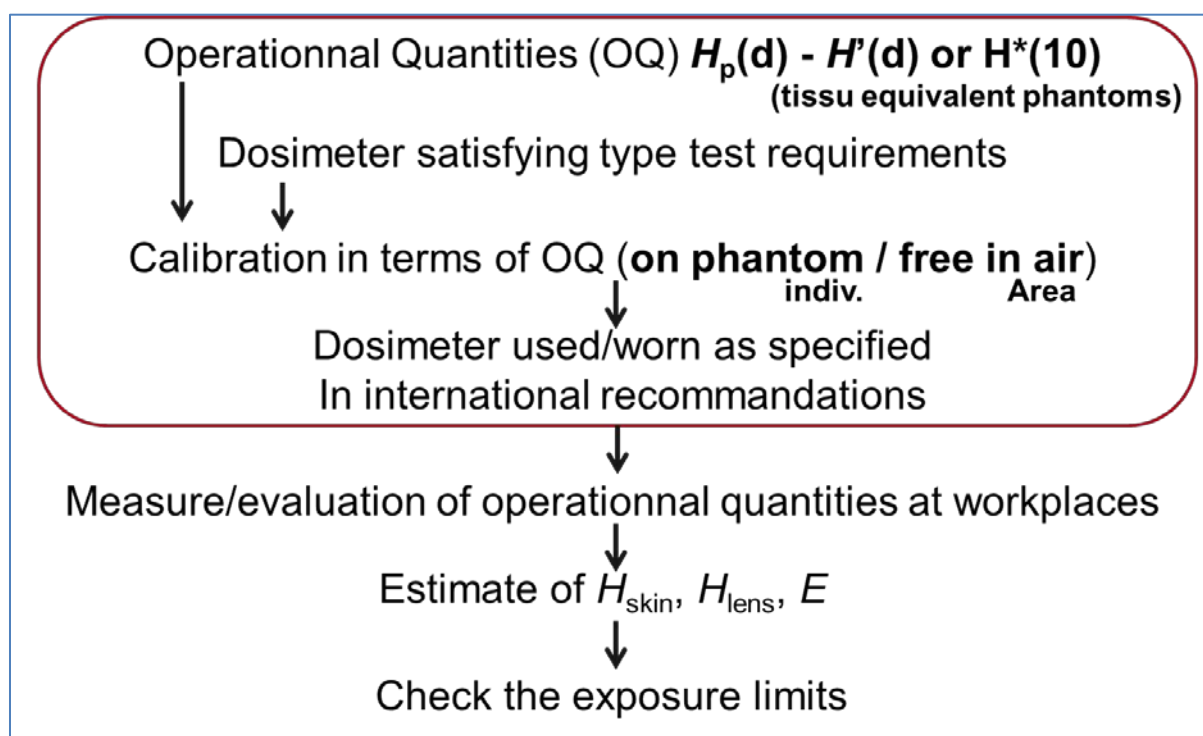 Operationnal Quantities (OQ) Hp(d) - H’(d) or H*(10)
(tissu equivalent phantoms)
Dosimeter satisfying type test requirements
Calibration in terms of OQ (on phantom / free in air)
indiv. Area
Dosimeter used/worn as specified
In international recommandations
Measure/evaluation of operationnal quantities at workplaces
Estimate of Hskin, Hlens, E
Check the exposure limits